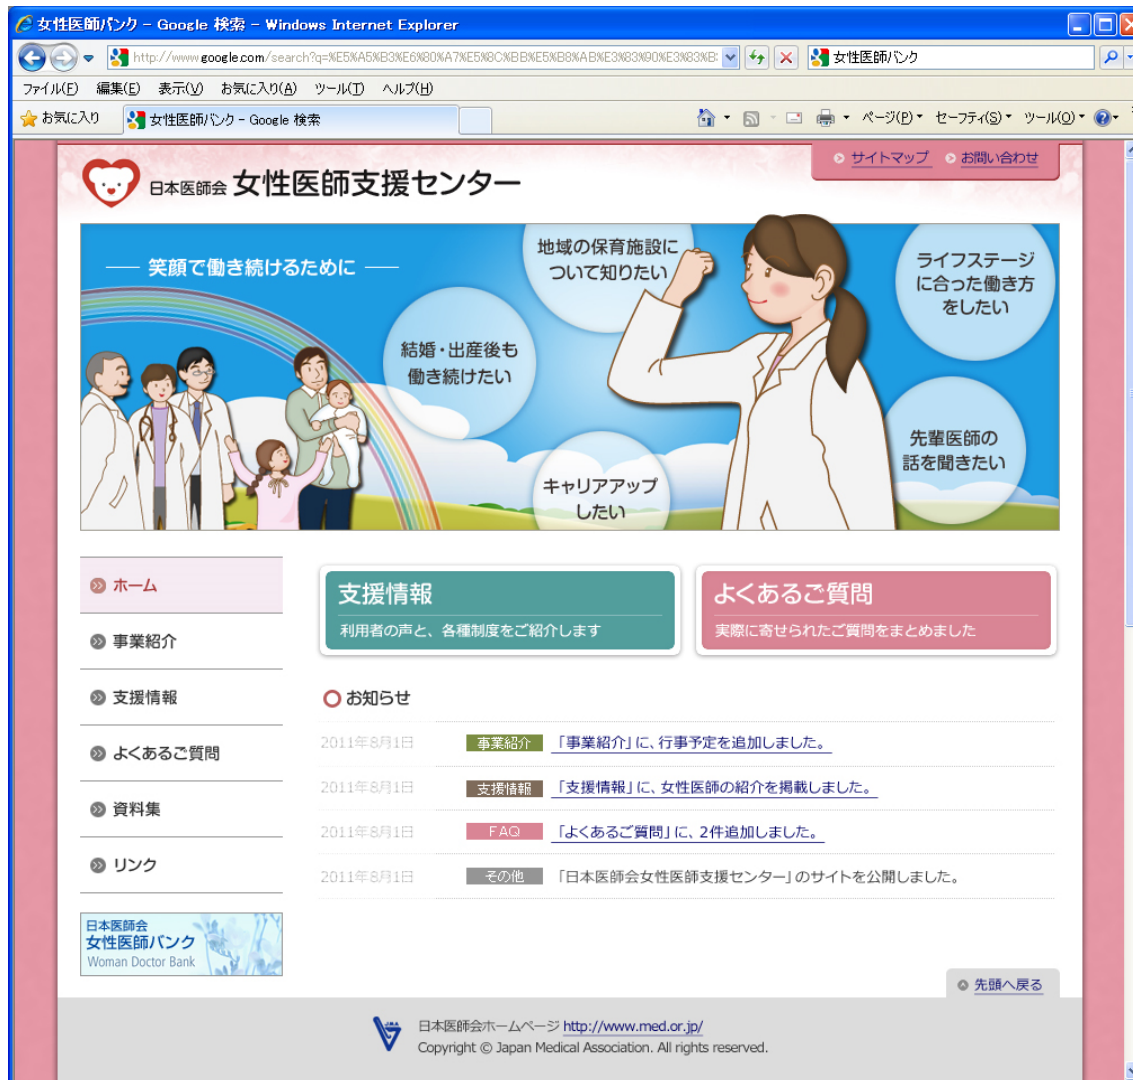 女性医師バンク - Google 検索 - Windows Internet Explorer
http://www.google.com/search?q=%E5%A5%B3%E6%80%A7%E5%8C%BB%E5%B8%AB%E3%83%90%E3%83%B
女性医師バンク
ファイル(F) 編集(E) 表示(V) お気に入り(A) ツール(T) ヘルプ(H)
お気に入り 女性医師バンク - Google 検索 ページ(P) セーフティ(S) ツール(O)
サイトマップ お問い合わせ
日本医師会 女性医師支援センター
笑顔で働き続けるために
地域の保育施設に
ついて知りたい
ライフステージ
に合った働き方
をしたい
結婚・出産後も
働き続けたい
先輩医師の
話を聞きたい
キャリアアップ
したい
ホーム
事業紹介
支援情報
よくあるご質問
資料集
リンク
日本医師会
女性医師バンク
Woman Doctor Bank
支援情報
利用者の声と、各種制度をご紹介します
よくあるご質問
実際に寄せられたご質問をまとめました
お知らせ
2011年8月1日 事業紹介 「事業紹介」に、行事予定を追加しました。
2011年8月1日 支援情報 「支援情報」に、女性医師の紹介を掲載しました。
2011年8月1日 FAQ 「よくあるご質問」に、2件追加しました。
2011年8月1日 その他 「日本医師会女性医師支援センター」のサイトを公開しました。
先頭へ戻る
日本医師会ホームページ http://www.med.or.jp/
Copyright © Japan Medical Association. All rights reserved.